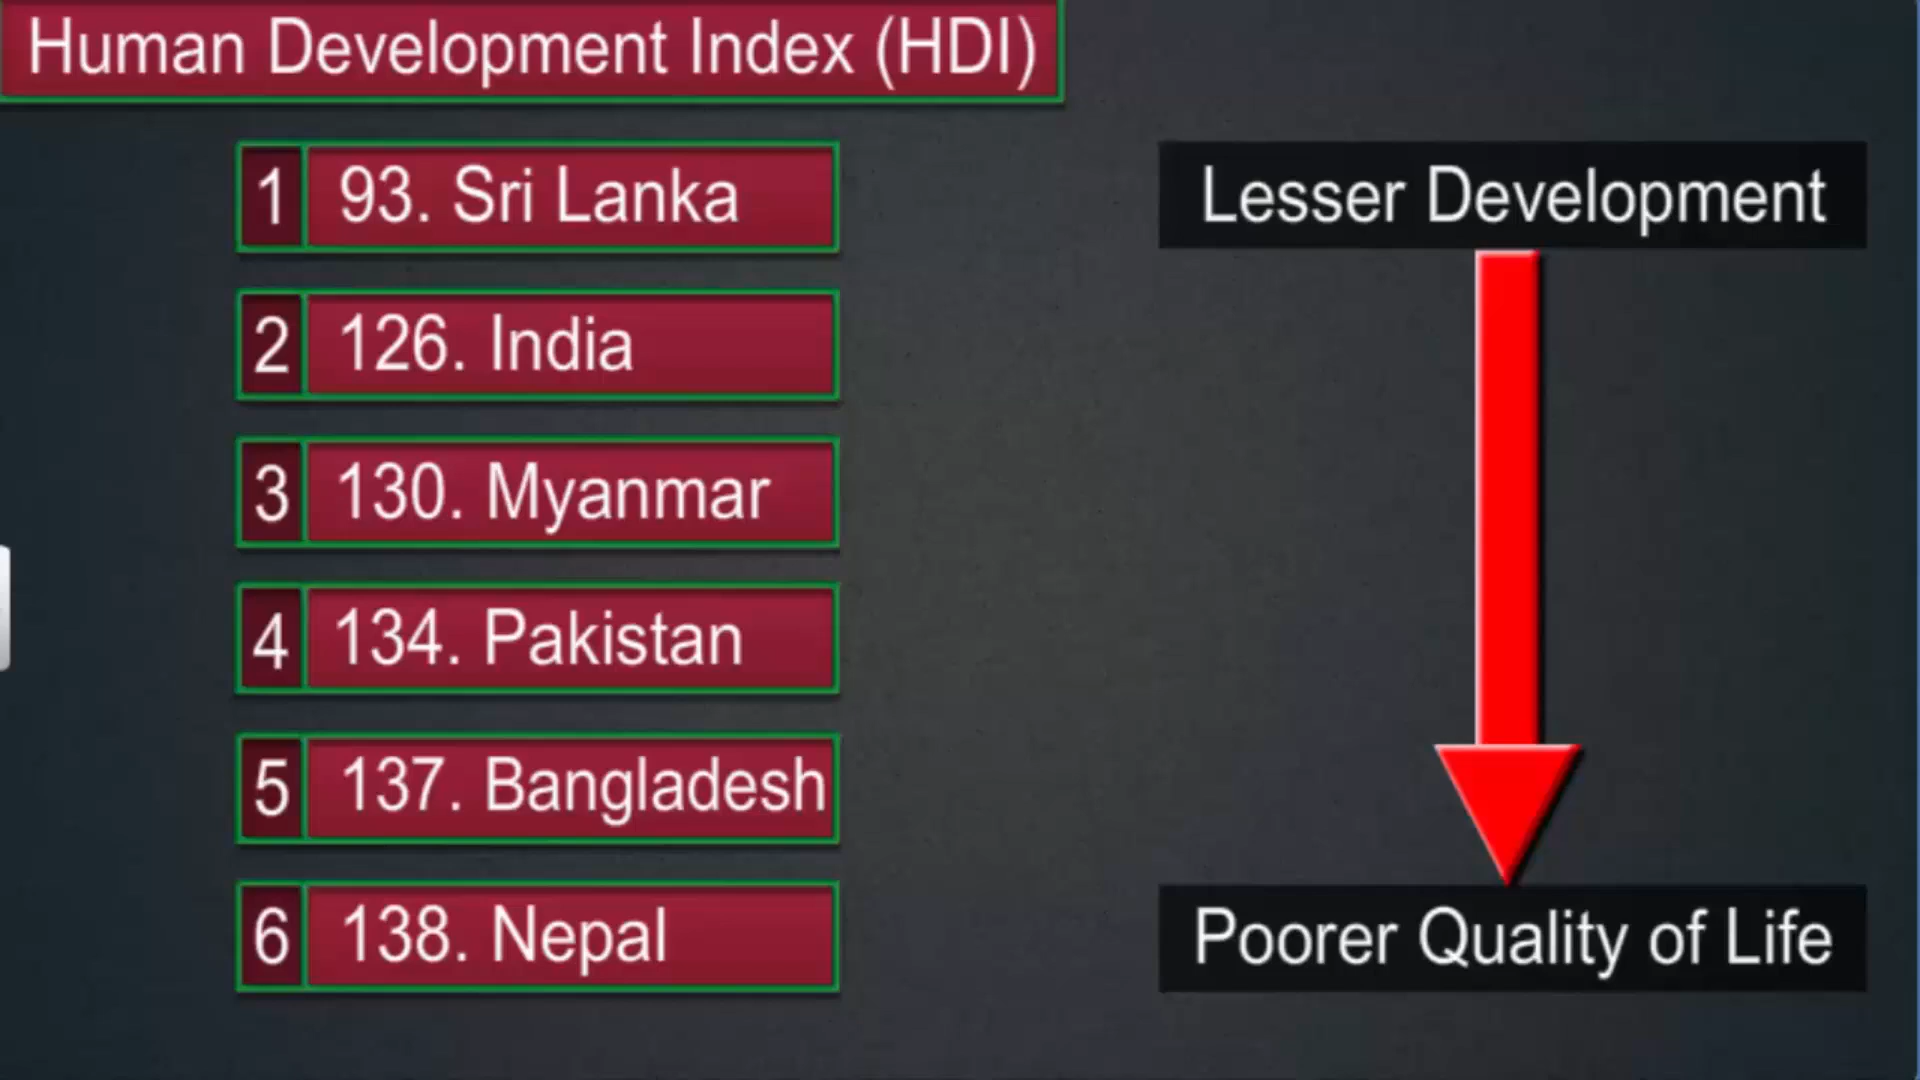 Human Development Index (HDI)
1 93. Sri Lanka
2 126. India
3 130. Myanmar
4 134. Pakistan
5 137. Bangladesh
6 138. Nepal
Lesser Development
Poorer Quality of Life